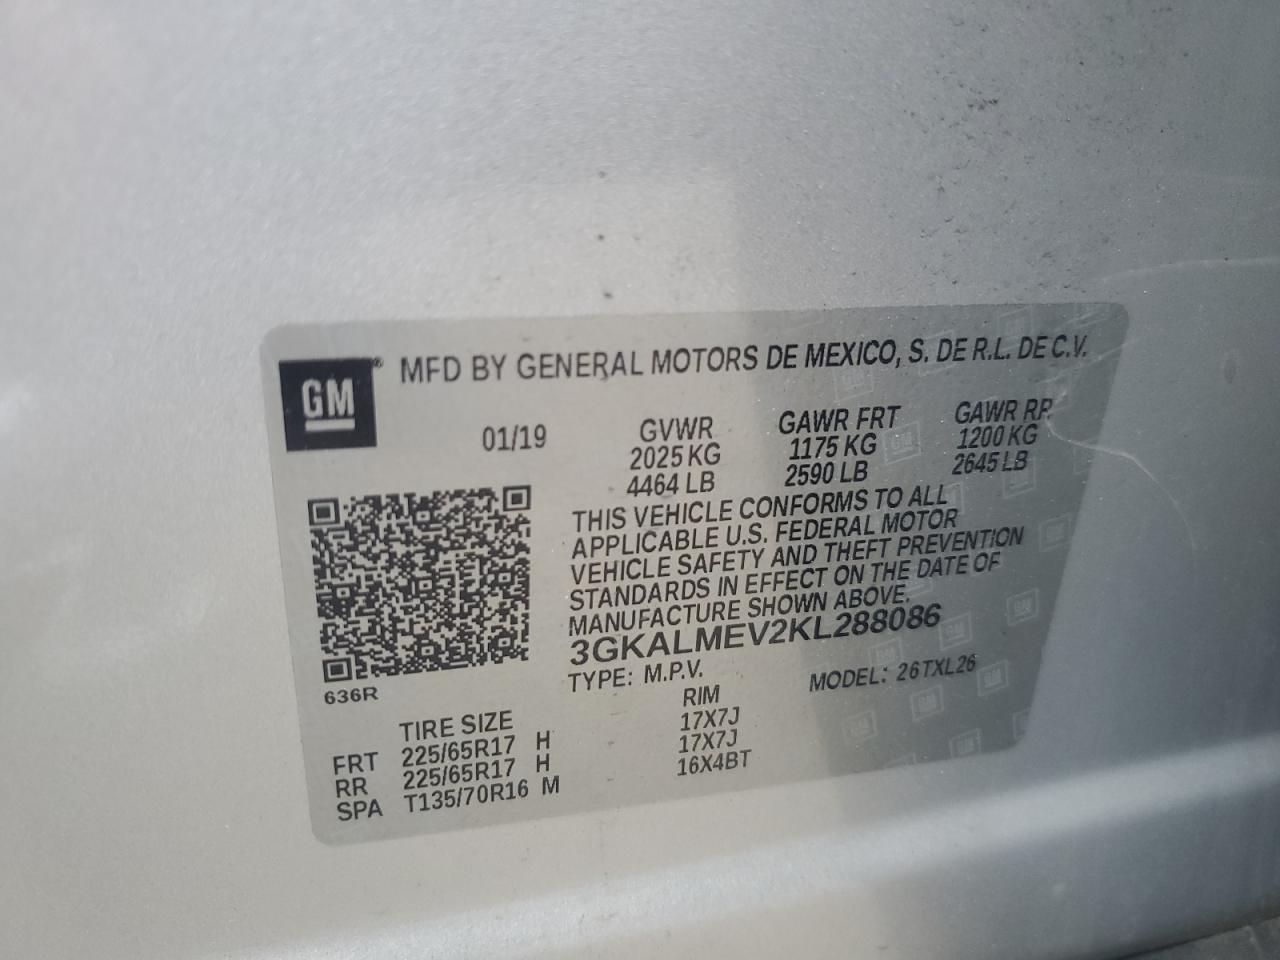 GM® MFD BY GENERAL MOTORS DE MEXICO, S. DE R.L. DE C.V.
01/19 GVWR GAWR FRT GAWR RR
2025 KG 1175 KG 1200 KG
4464 LB 2590 LB 2645 LB
THIS VEHICLE CONFORMS TO ALL
APPLICABLE U.S. FEDERAL MOTOR
VEHICLE SAFETY AND THEFT PREVENTION
STANDARDS IN EFFECT ON THE DATE OF
MANUFACTURE SHOWN ABOVE.
3GKALMEV2KL288086
TYPE: M.P.V. MODEL: 26TXL26
636R
TIRE SIZE RIM
FRT 225/65R17 H 17X7J
RR 225/65R17 H 17X7J
SPA T135/70R16 M 16X4BT